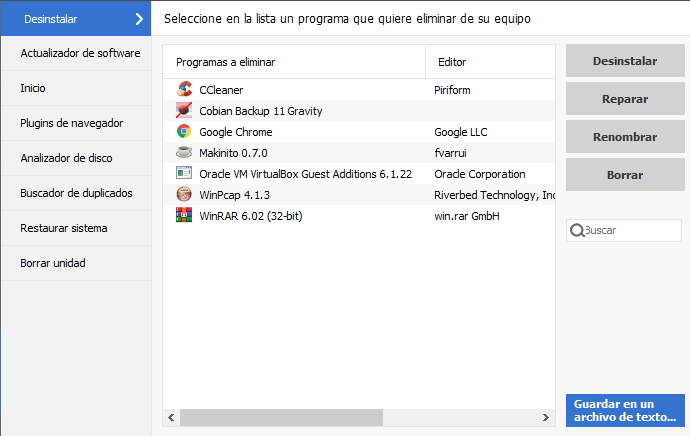 Desinstalar
Seleccione en la lista un programa que quiere eliminar de su equipo
Actualizador de software
Inicio
Plugins de navegador
Analizador de disco
Buscador de duplicados
Restaurar sistema
Borrar unidad
Programas a eliminar Editor
CCleaner Piriform
Cobian Backup 11 Gravity
Google Chrome Google LLC
Makinito 0.7.0 fvarrui
Oracle VM VirtualBox Guest Additions 6.1.22 Oracle Corporation
WinPcap 4.1.3 Riverbed Technology, Inc
WinRAR 6.02 (32-bit) win.rar GmbH
Desinstalar
Reparar
Renombrar
Borrar
Buscar
Guardar en un
archivo de texto...